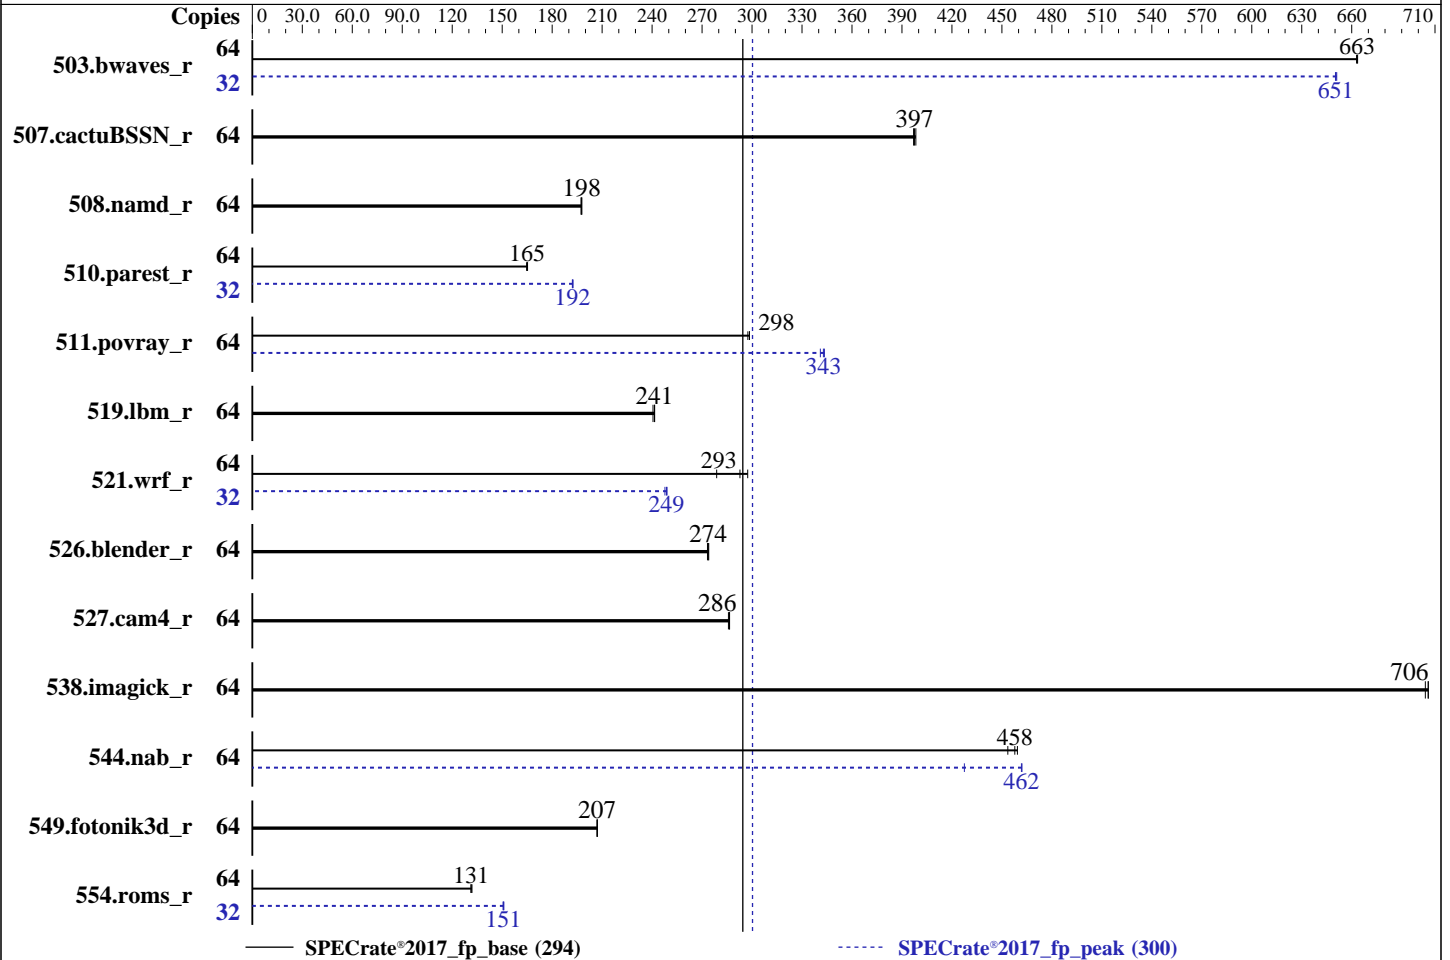 Copies 0 30.0 60.0 90.0 120 150 180 210 240 270 300 330 360 390 420 450 480 510 540 570 600 630 660 710
503.bwaves_r 64 663
32 651
507.cactuBSSN_r 64 397
508.namd_r 64 198
510.parest_r 64 165
32 192
511.povray_r 64 298
343
519.lbm_r 64 241
521.wrf_r 64 293
32 249
526.blender_r 64 274
527.cam4_r 64 286
538.imagick_r 64 706
544.nab_r 64 458
462
549.fotonik3d_r 64 207
554.roms_r 64 131
32 151
SPECrate®2017_fp_base (294) SPECrate®2017_fp_peak (300)